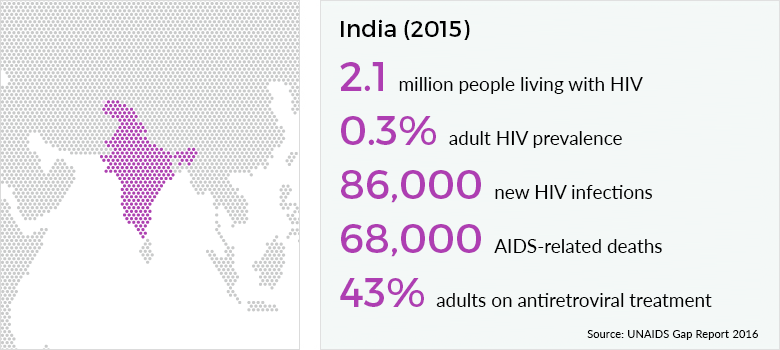 India (2015)
2.1 million people living with HIV
0.3% adult HIV prevalence
86,000 new HIV infections
68,000 AIDS-related deaths
43% adults on antiretroviral treatment
Source: UNAIDS Gap Report 2016